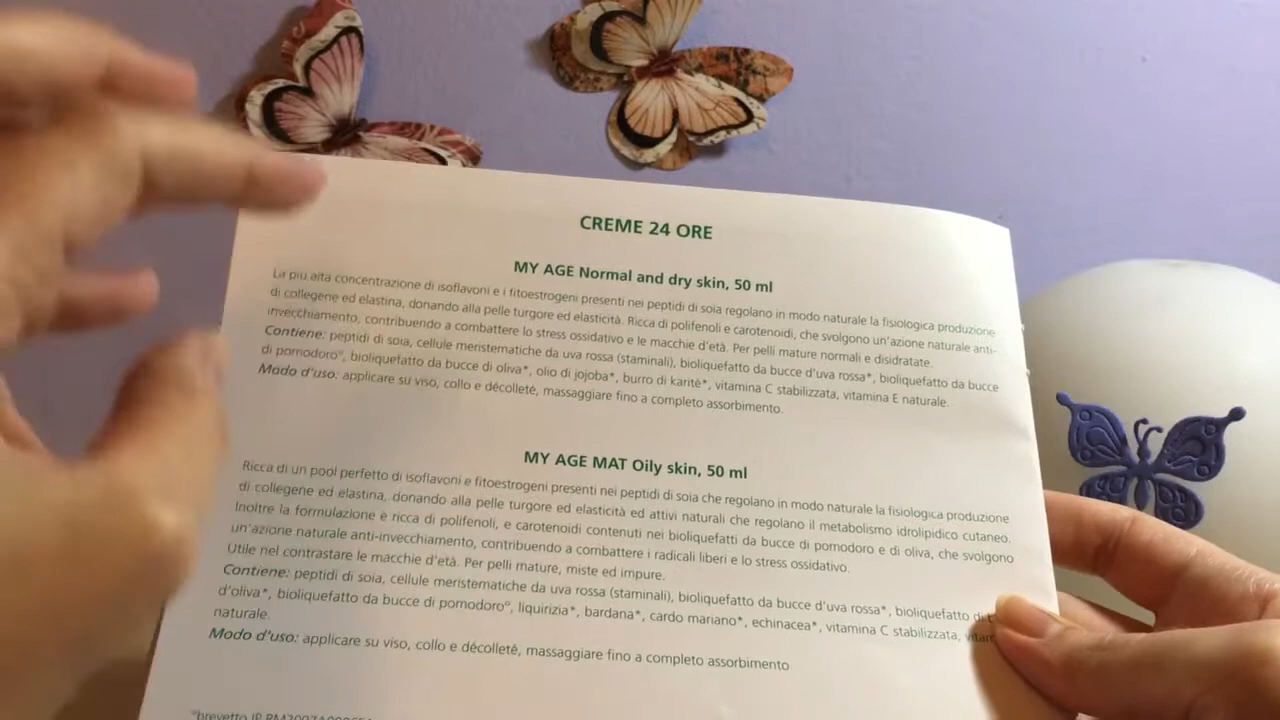 CREME 24 ORE
MY AGE Normal and dry skin, 50 ml
La più alta concentrazione di isoflavoni e i fitoestrogeni presenti nei peptidi di soia regolano in modo naturale la fisiologica produzione
di collegene ed elastina, donando alla pelle turgore ed elasticità. Ricca di polifenoli e carotenoidi, che svolgono un'azione naturale anti-
invecchiamento, contribuendo a combattere lo stress ossidativo e le macchie d'età. Per pelli mature normali e disidratate.
Contiene: peptidi di soia, cellule meristematiche da uva rossa (staminali), bioliquefatto da bucce d'uva rossa*, bioliquefatto da bucce
di pomodoro°, bioliquefatto da bucce di oliva*, olio di jojoba*, burro di karitè*, vitamina C stabilizzata, vitamina E naturale.
Modo d'uso: applicare su viso, collo e décolleté, massaggiare fino a completo assorbimento.
MY AGE MAT Oily skin, 50 ml
Ricca di un pool perfetto di isoflavoni e fitoestrogeni presenti nei peptidi di soia che regolano in modo naturale la fisiologica produzione
di collegene ed elastina, donando alla pelle turgore ed elasticità ed attivi naturali che regolano il metabolismo idrolipidico cutaneo.
Inoltre la formulazione è ricca di polifenoli, e carotenoidi contenuti nei bioliquefatti da bucce di pomodoro e di oliva, che svolgono
un'azione naturale anti-invecchiamento, contribuendo a combattere i radicali liberi e lo stress ossidativo.
Utile nel contrastare le macchie d'età. Per pelli mature, miste ed impure.
Contiene: peptidi di soia, cellule meristematiche da uva rossa (staminali), bioliquefatto da bucce d'uva rossa*, bioliquefatto di
d'oliva*, bioliquefatto da bucce di pomodoro°, liquirizia*, bardana*, cardo mariano*, echinacea*, vitamina C stabilizzata,
naturale.
Modo d'uso: applicare su viso, collo e décolleté, massaggiare fino a completo assorbimento
°brevetto IP